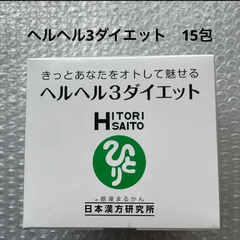 ヘルヘル3ダイエット　15包
きっとあなたをオトして魅せる
ヘルヘル3ダイエット
HITORI
SAITO
ひとり
銀座まるかん
日本漢方研究所